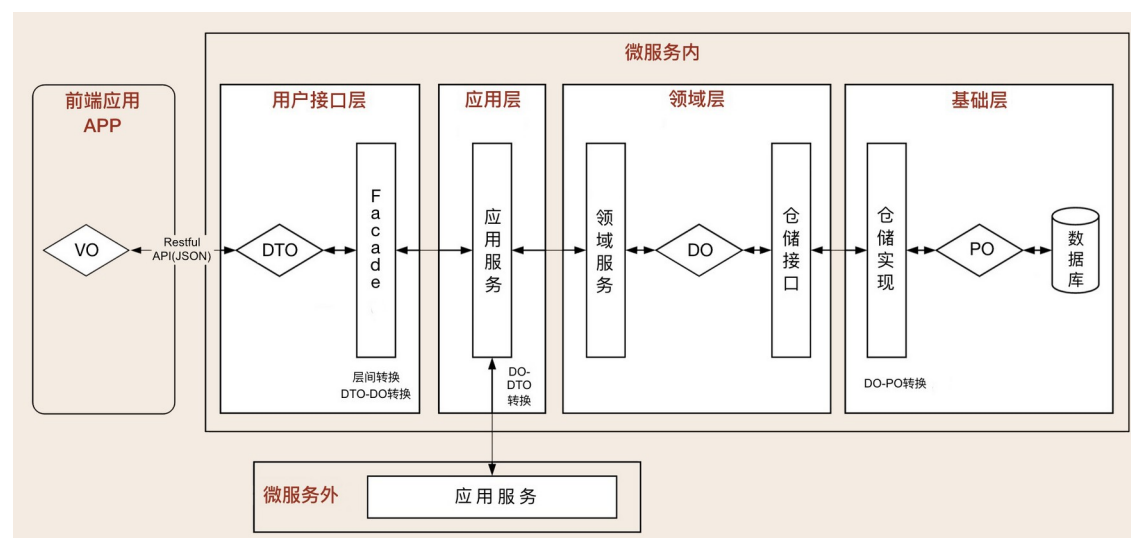 微服务内
前端应用
APP
用户接口层
应用层
领域层
基础层
VO
Restful
API(JSON)
DTO
Facade
应用服务
领域服务
DO
仓储接口
仓储实现
PO
数据库
层间转换
DTO-DO转换
DO-
DTO
转换
DO-PO转换
微服务外
应用服务